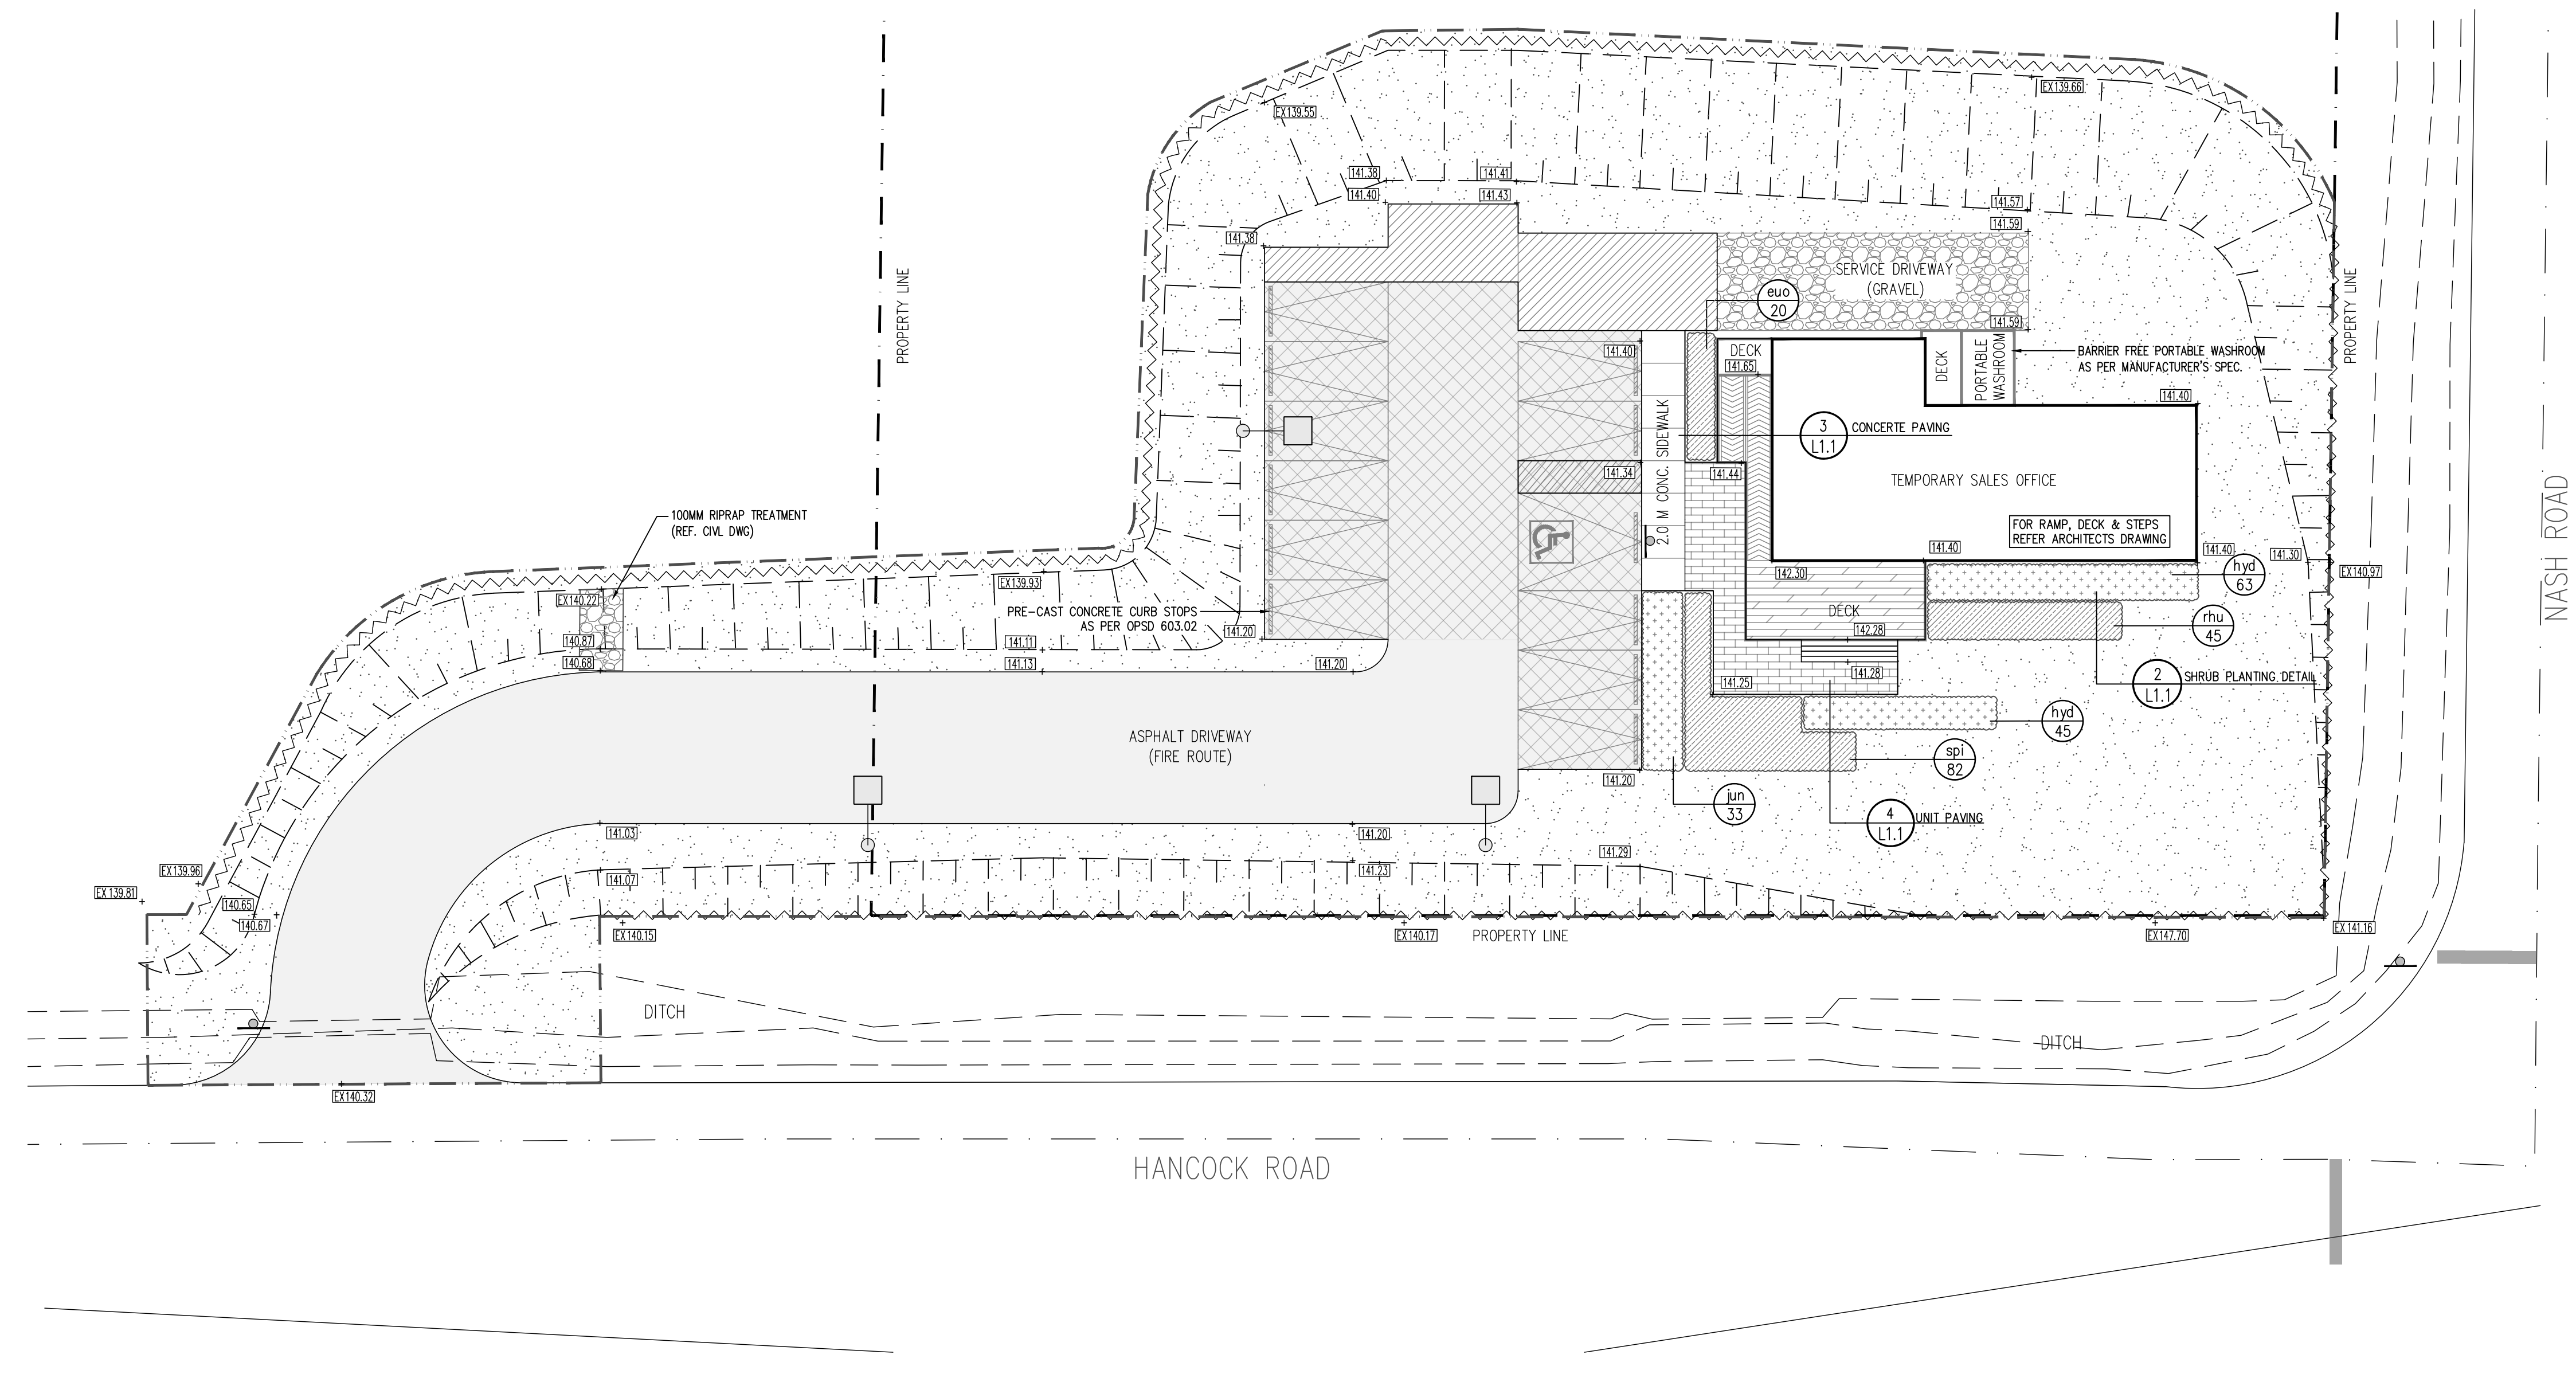 EX139.66
EX139.55
141.38
141.41
141.40
141.43
141.57
141.59
141.38
PROPERTY LINE
PROPERTY LINE
SERVICE DRIVEWAY
(GRAVEL)
euo
20
141.59
141.40
DECK
141.65
DECK
PORTABLE
WASHROOM
BARRIER FREE PORTABLE WASHROOM
AS PER MANUFACTURER'S SPEC.
141.40
2.0 M CONC. SIDEWALK
3
L1.1
CONCERTE PAVING
141.34
141.44
TEMPORARY SALES OFFICE
NASH ROAD
100MM RIPRAP TREATMENT
(REF. CIVL DWG)
FOR RAMP, DECK & STEPS
REFER ARCHITECTS DRAWING
141.40
141.40
141.30
EX140.97
hyd
63
142.30
EX139.93
EX140.22
PRE-CAST CONCRETE CURB STOPS
AS PER OPSD 603.02
DECK
142.28
rhu
45
141.20
140.87
141.11
140.68
141.13
141.20
141.28
141.25
2
L1.1
SHRUB PLANTING DETAIL
hyd
45
ASPHALT DRIVEWAY
(FIRE ROUTE)
spi
82
141.20
jun
33
4
L1.1
UNIT PAVING
141.03
141.20
141.29
EX139.96
141.23
141.07
EX139.81
140.65
140.67
EX140.15
EX140.17
PROPERTY LINE
EX147.70
EX141.16
DITCH
DITCH
EX140.32
HANCOCK ROAD